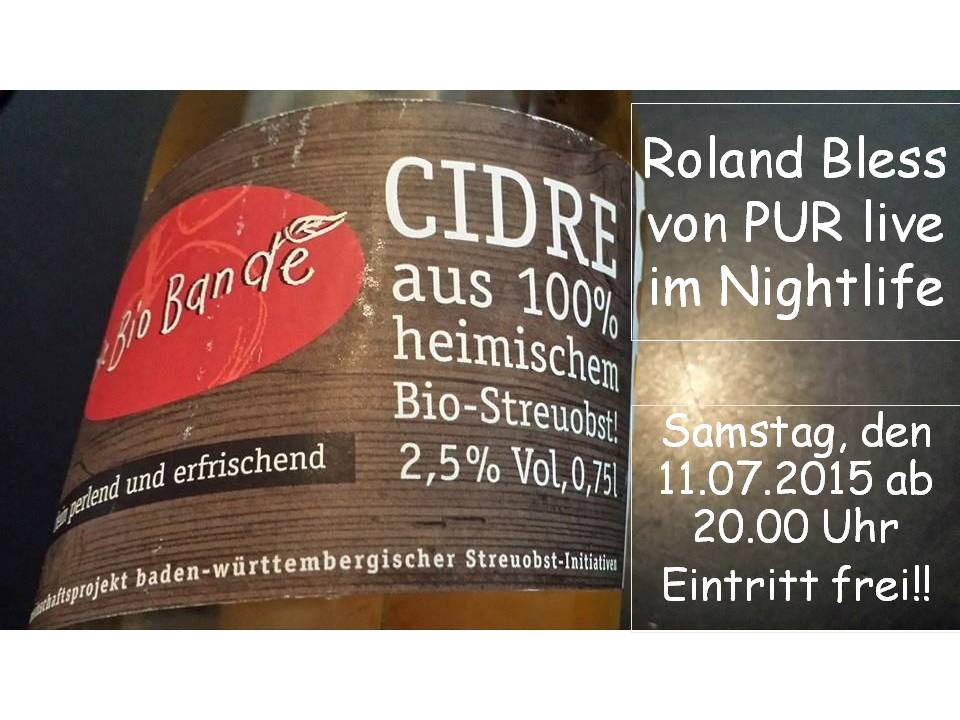 Bio Bande
CIDRE
aus 100%
heimischem
Bio-Streuobst!
2,5% Vol, 0,75l
perlend und erfrischend
baden-württembergischer Streuobst-Initiativen
Roland Bless
von PUR live
im Nightlife
Samstag, den
11.07.2015 ab
20.00 Uhr
Eintritt frei!!